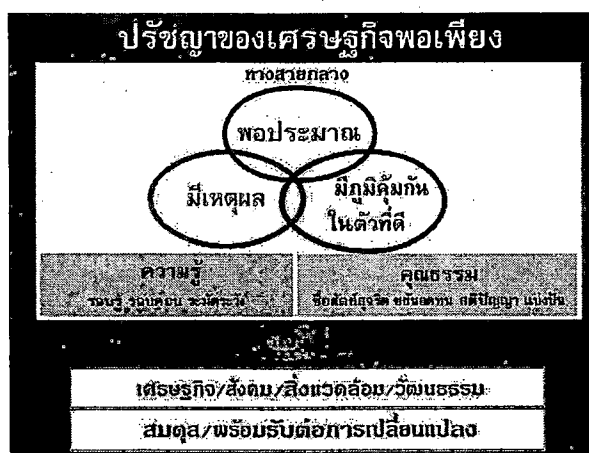 ปรัชญาของเศรษฐกิจพอเพียง
ทางสายกลาง
พอประมาณ
มีเหตุผล
มีภูมิคุ้มกัน
ในตัวที่ดี
ความรู้
รอบรู้ รอบคอบ ระมัดระวัง
คุณธรรม
ซื่อสัตย์สุจริต ขยันอดทน สติปัญญา แบ่งปัน
เศรษฐกิจ/สังคม/สิ่งแวดล้อม/วัฒนธรรม
สมดุล/พร้อมรับต่อการเปลี่ยนแปลง